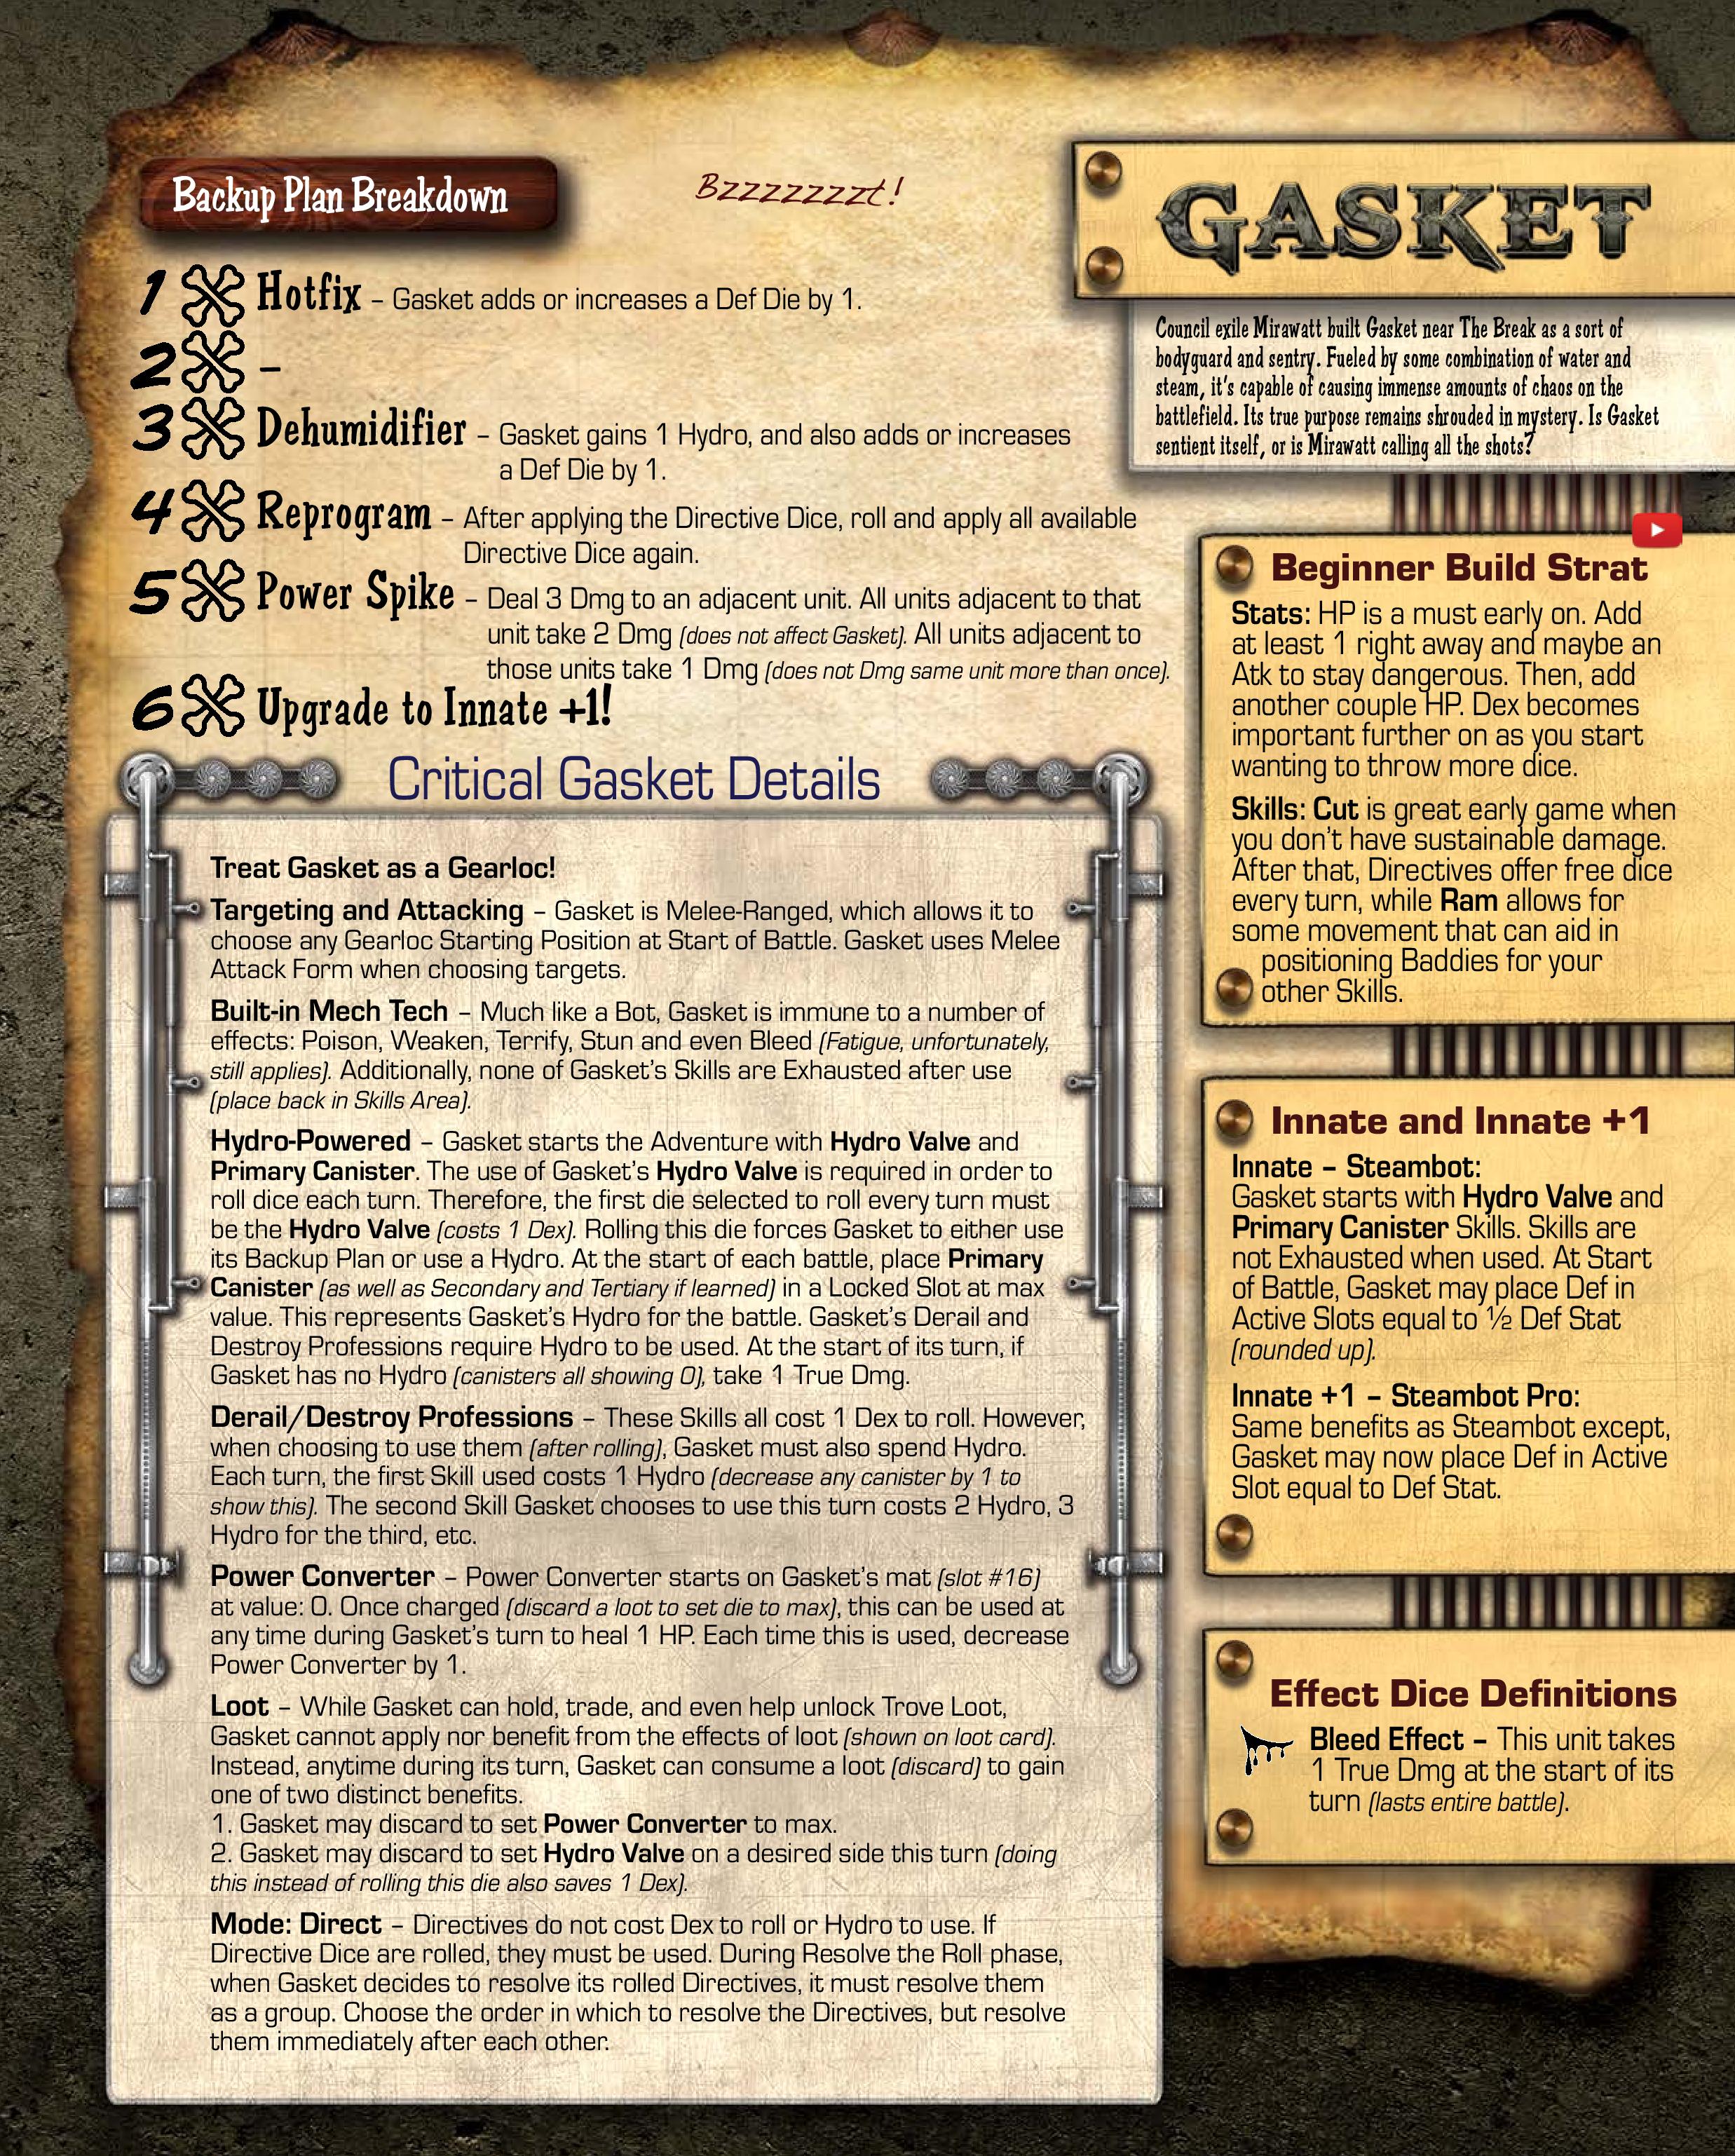 Backup Plan Breakdown
Bzzzzzzzt!
1 Hotfix – Gasket adds or increases a Def Die by 1.
2 –
3 Dehumidifier – Gasket gains 1 Hydro, and also adds or increases
a Def Die by 1.
4 Reprogram – After applying the Directive Dice, roll and apply all available
Directive Dice again.
5 Power Spike – Deal 3 Dmg to an adjacent unit. All units adjacent to that
unit take 2 Dmg (does not affect Gasket). All units adjacent to
those units take 1 Dmg (does not Dmg same unit more than once).
6 Upgrade to Innate +1!
Critical Gasket Details
Treat Gasket as a Gearloc!
Targeting and Attacking – Gasket is Melee-Ranged, which allows it to
choose any Gearloc Starting Position at Start of Battle. Gasket uses Melee
Attack Form when choosing targets.
Built-in Mech Tech – Much like a Bot, Gasket is immune to a number of
effects: Poison, Weaken, Terrify, Stun and even Bleed (Fatigue, unfortunately,
still applies). Additionally, none of Gasket's Skills are Exhausted after use
(place back in Skills Area).
Hydro-Powered – Gasket starts the Adventure with Hydro Valve and
Primary Canister. The use of Gasket's Hydro Valve is required in order to
roll dice each turn. Therefore, the first die selected to roll every turn must
be the Hydro Valve (costs 1 Dex). Rolling this die forces Gasket to either use
its Backup Plan or use a Hydro. At the start of each battle, place Primary
Canister (as well as Secondary and Tertiary if learned) in a Locked Slot at max
value. This represents Gasket's Hydro for the battle. Gasket's Derail and
Destroy Professions require Hydro to be used. At the start of its turn, if
Gasket has no Hydro (canisters all showing 0), take 1 True Dmg.
Derail/Destroy Professions – These Skills all cost 1 Dex to roll. However,
when choosing to use them (after rolling), Gasket must also spend Hydro.
Each turn, the first Skill used costs 1 Hydro (decrease any canister by 1 to
show this). The second Skill Gasket chooses to use this turn costs 2 Hydro, 3
Hydro for the third, etc.
Power Converter – Power Converter starts on Gasket's mat (slot #16)
at value: 0. Once charged (discard a loot to set die to max), this can be used at
any time during Gasket's turn to heal 1 HP. Each time this is used, decrease
Power Converter by 1.
Loot – While Gasket can hold, trade, and even help unlock Trove Loot,
Gasket cannot apply nor benefit from the effects of loot (shown on loot card).
Instead, anytime during its turn, Gasket can consume a loot (discard) to gain
one of two distinct benefits.
1. Gasket may discard to set Power Converter to max.
2. Gasket may discard to set Hydro Valve on a desired side this turn (doing
this instead of rolling this die also saves 1 Dex).
Mode: Direct – Directives do not cost Dex to roll or Hydro to use. If
Directive Dice are rolled, they must be used. During Resolve the Roll phase,
when Gasket decides to resolve its rolled Directives, it must resolve them
as a group. Choose the order in which to resolve the Directives, but resolve
them immediately after each other.
GASKET
Council exile Mirawatt built Gasket near The Break as a sort of
bodyguard and sentry. Fueled by some combination of water and
steam, it's capable of causing immense amounts of chaos on the
battlefield. Its true purpose remains shrouded in mystery. Is Gasket
sentient itself, or is Mirawatt calling all the shots?
Beginner Build Strat
Stats: HP is a must early on. Add
at least 1 right away and maybe an
Atk to stay dangerous. Then, add
another couple HP. Dex becomes
important further on as you start
wanting to throw more dice.
Skills: Cut is great early game when
you don't have sustainable damage.
After that, Directives offer free dice
every turn, while Ram allows for
some movement that can aid in
positioning Baddies for your
other Skills.
Innate and Innate +1
Innate – Steambot:
Gasket starts with Hydro Valve and
Primary Canister Skills. Skills are
not Exhausted when used. At Start
of Battle, Gasket may place Def in
Active Slots equal to ½ Def Stat
(rounded up).
Innate +1 – Steambot Pro:
Same benefits as Steambot except,
Gasket may now place Def in Active
Slot equal to Def Stat.
Effect Dice Definitions
Bleed Effect – This unit takes
1 True Dmg at the start of its
turn (lasts entire battle).